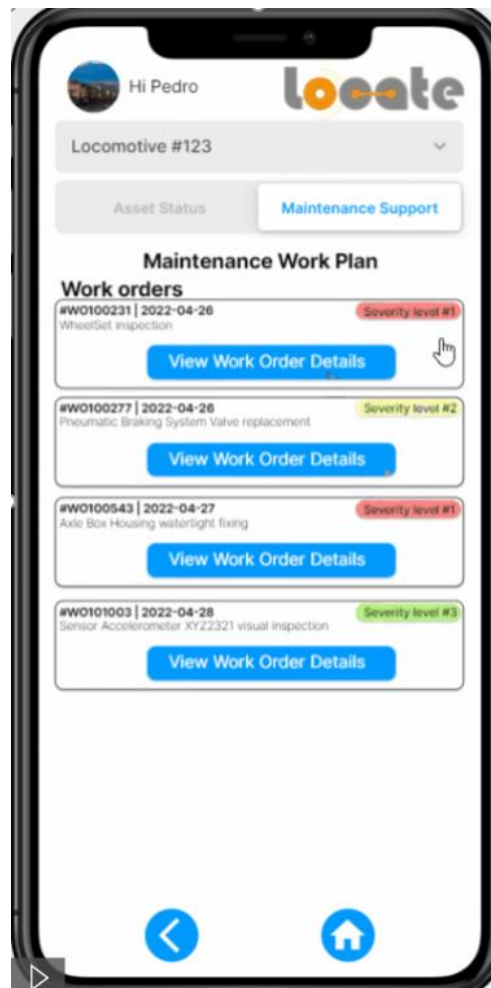 Hi Pedro
Locate
Locomotive #123
Asset Status
Maintenance Support
Maintenance Work Plan
Work orders
#WO100231 | 2022-04-26
Severity level #1
WheelSet inspection
View Work Order Details
#WO100277 | 2022-04-26
Severity level #2
Pneumatic Braking System Valve replacement
View Work Order Details
#WO100543 | 2022-04-27
Severity level #1
Axle Box Housing watertight fixing
View Work Order Details
#WO101003 | 2022-04-28
Severity level #3
Sensor Accelerometer XYZ2321 visual inspection
View Work Order Details